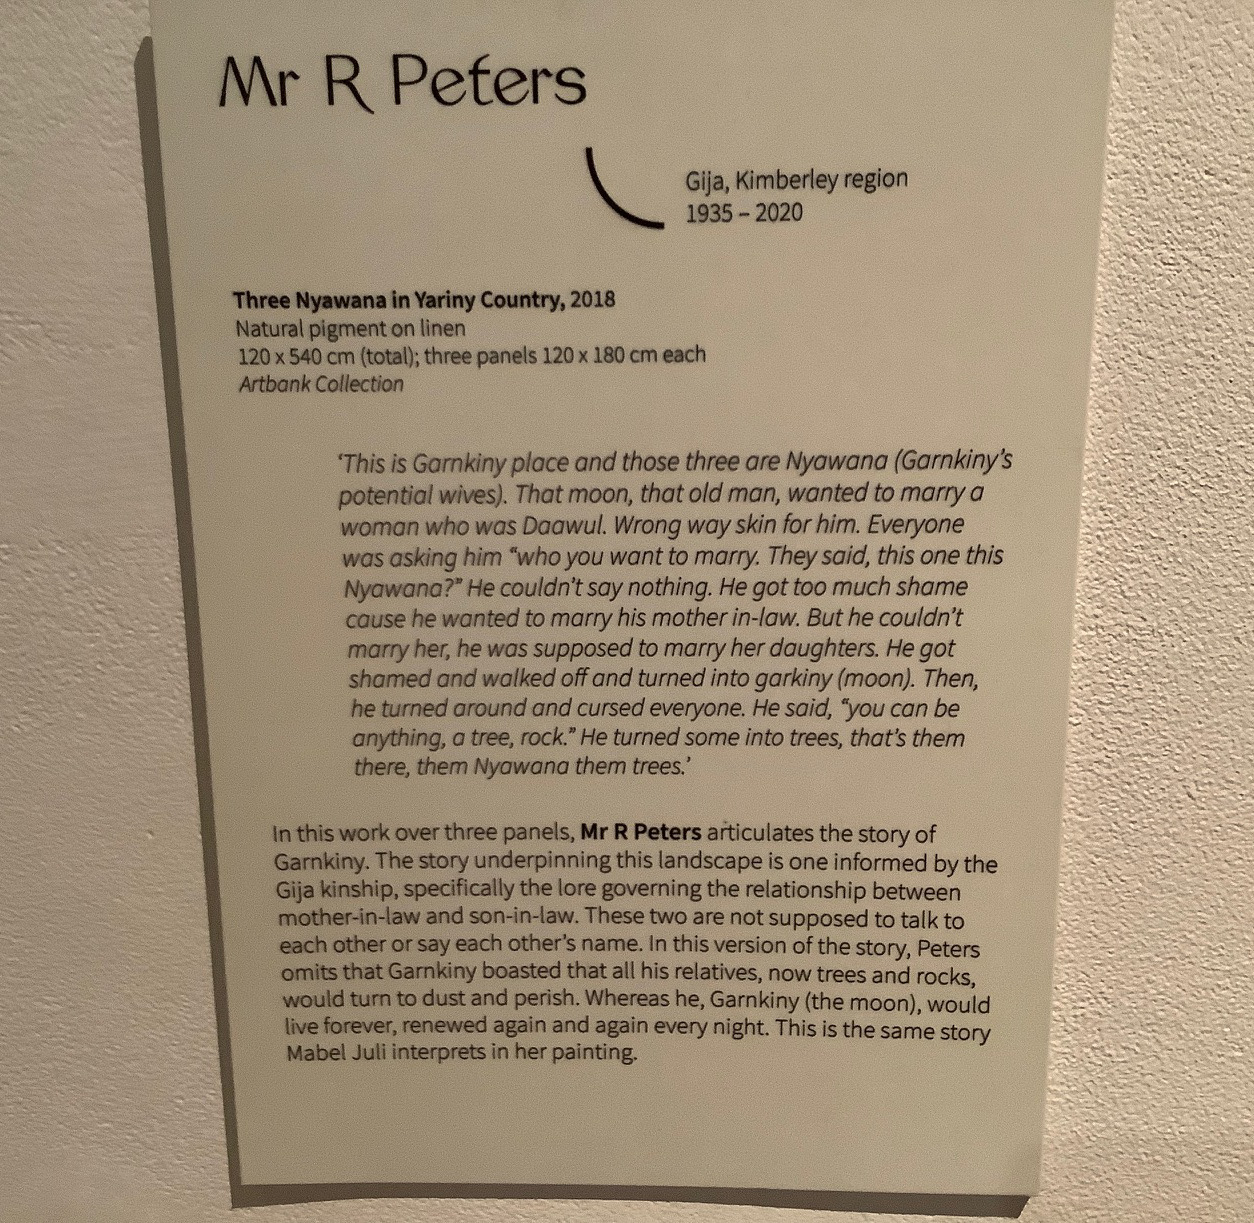 Mr R Peters
Gija, Kimberley region
1935 – 2020
Three Nyawana in Yariny Country, 2018
Natural pigment on linen
120 x 540 cm (total); three panels 120 x 180 cm each
Artbank Collection
‘This is Garnkiny place and those three are Nyawana (Garnkiny’s
potential wives). That moon, that old man, wanted to marry a
woman who was Daawul. Wrong way skin for him. Everyone
was asking him “who you want to marry. They said, this one this
Nyawana?” He couldn’t say nothing. He got too much shame
cause he wanted to marry his mother in-law. But he couldn’t
marry her, he was supposed to marry her daughters. He got
shamed and walked off and turned into garkiny (moon). Then,
he turned around and cursed everyone. He said, “you can be
anything, a tree, rock.” He turned some into trees, that’s them
there, them Nyawana them trees.’
In this work over three panels, Mr R Peters articulates the story of
Garnkiny. The story underpinning this landscape is one informed by the
Gija kinship, specifically the lore governing the relationship between
mother-in-law and son-in-law. These two are not supposed to talk to
each other or say each other’s name. In this version of the story, Peters
omits that Garnkiny boasted that all his relatives, now trees and rocks,
would turn to dust and perish. Whereas he, Garnkiny (the moon), would
live forever, renewed again and again every night. This is the same story
Mabel Juli interprets in her painting.